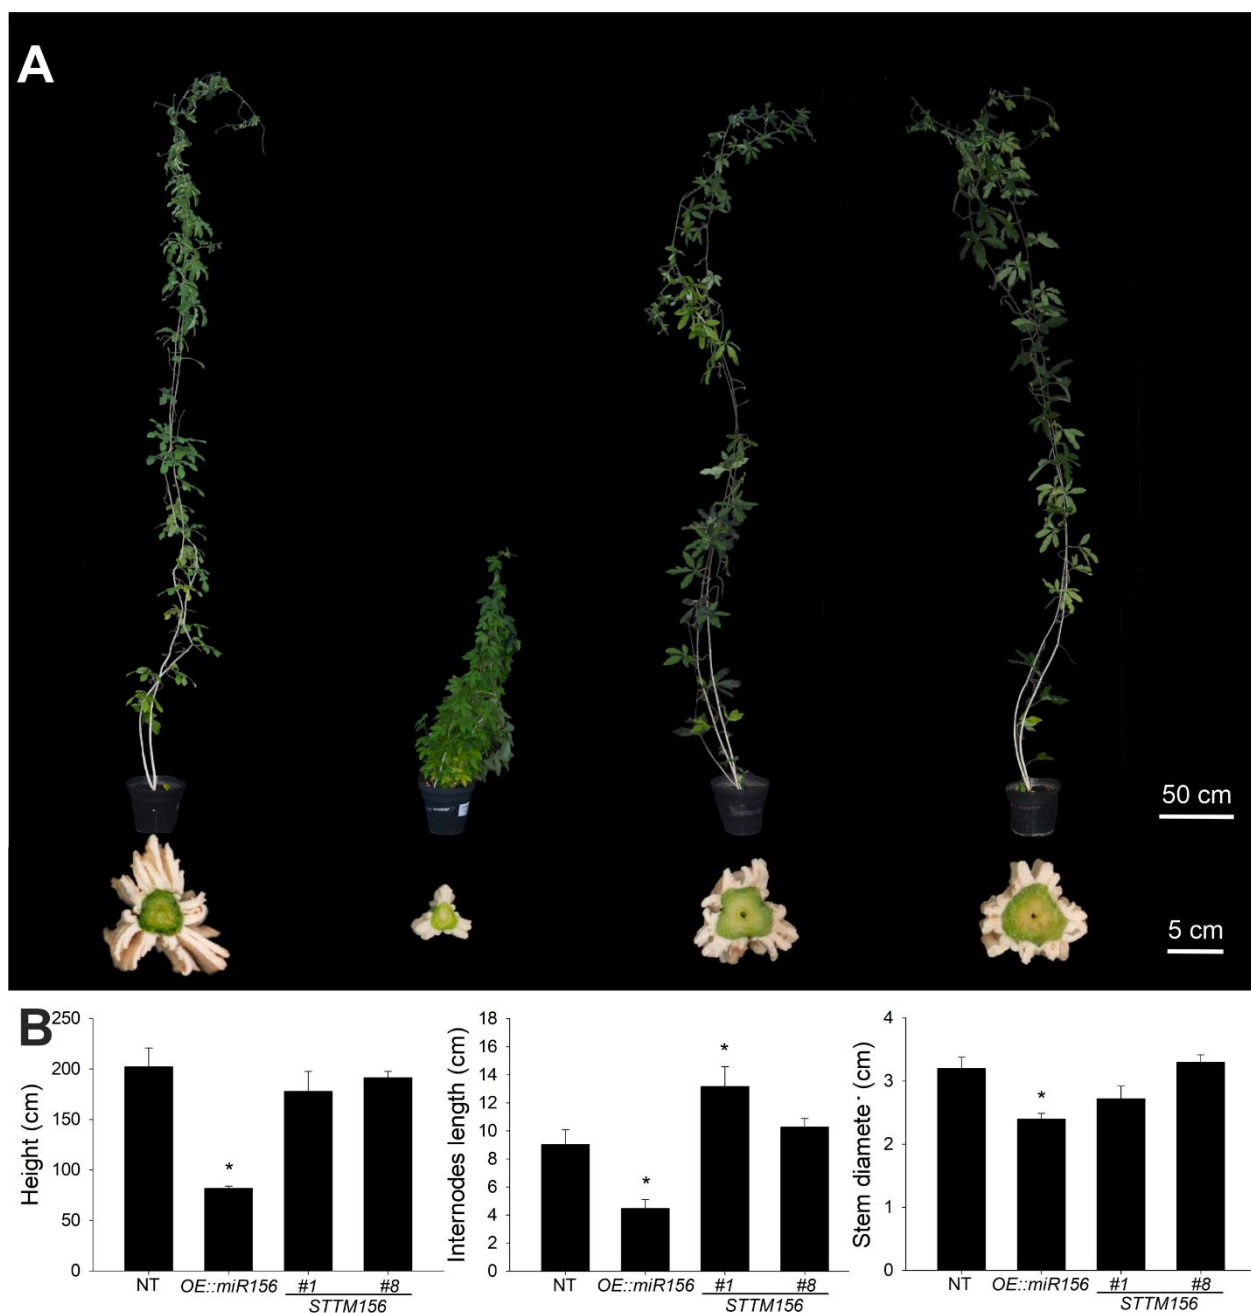 A
50 cm
5 cm
B
Height (cm)
250
200
150
100
50
0
NT
OE::miR156
#1
#8
STTM156
Internodes length (cm)
18
16
14
12
10
8
6
4
2
0
*
*
*
NT
OE::miR156
#1
#8
STTM156
Stem diamete· (cm)
4
3
2
1
0
*
NT
OE::miR156
#1
#8
STTM156